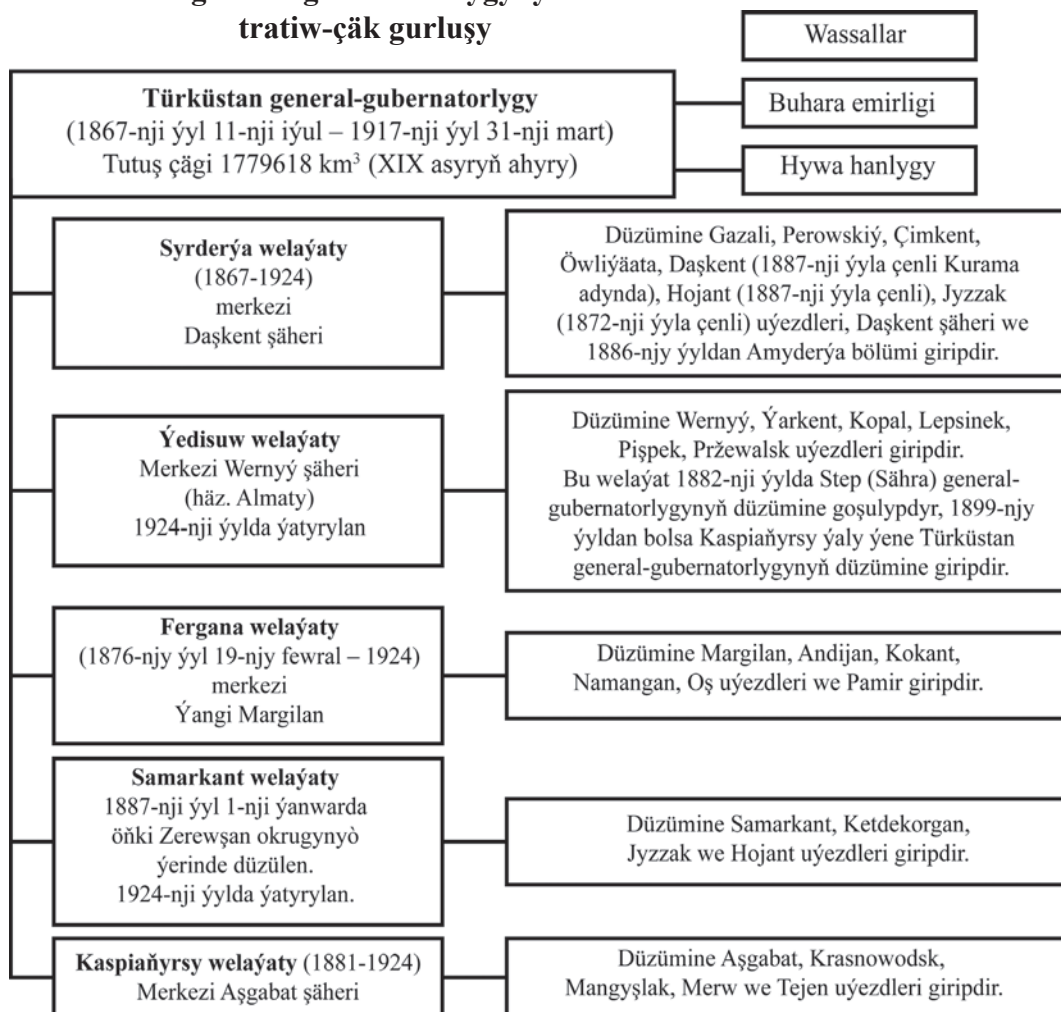 tratiw-çäk gurluşy
Wassallar
Türküstan general-gubernatorlygy
(1867-nji ýyl 11-nji iýul – 1917-nji ýyl 31-nji mart)
Tutuş çägi 1779618 km³ (XIX asyryň ahyry)
Buhara emirligi
Hywa hanlygy
Syrderýa welaýaty
(1867-1924)
merkezi
Daşkent şäheri
Düzümine Gazali, Perowskiý, Çimkent,
Öwliýäata, Daşkent (1887-nji ýyla çenli Kurama
adynda), Hojant (1887-nji ýyla çenli), Jyzzak
(1872-nji ýyla çenli) uýezdleri, Daşkent şäheri we
1886-njy ýyldan Amyderýa bölümi giripdir.
Ýedisuw welaýaty
Merkezi Wernyý şäheri
(häz. Almaty)
1924-nji ýylda ýatyrylan
Düzümine Wernyý, Ýarkent, Kopal, Lepsinek,
Pişpek, Prževalsk uýezdleri giripdir.
Bu welaýat 1882-nji ýylda Step (Sähra) general-
gubernatorlygynyň düzümine goşulypdyr, 1899-njy
ýyldan bolsa Kaspiaňyrsy ýaly ýene Türküstan
general-gubernatorlygynyň düzümine giripdir.
Fergana welaýaty
(1876-njy ýyl 19-njy fewral – 1924)
merkezi
Ýangi Margilan
Düzümine Margilan, Andijan, Kokant,
Namangan, Oş uýezdleri we Pamir giripdir.
Samarkant welaýaty
1887-nji ýyl 1-nji ýanwarda
öňki Zerewşan okrugynyò
ýerinde düzülen.
1924-nji ýylda ýatyrylan.
Düzümine Samarkant, Ketdekorgan,
Jyzzak we Hojant uýezdleri giripdir.
Kaspiaňyrsy welaýaty (1881-1924)
Merkezi Aşgabat şäheri
Düzümine Aşgabat, Krasnowodsk,
Mangyşlak, Merw we Tejen uýezdleri giripdir.